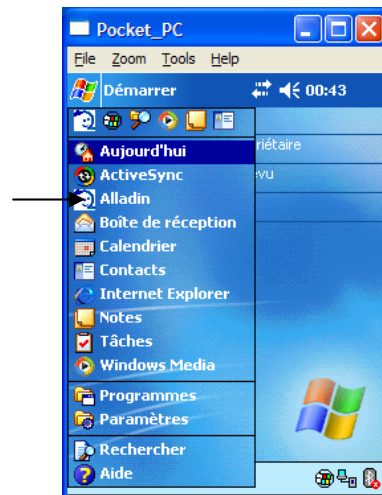 Pocket_PC
File Zoom Tools Help
Démarrer 00:43
Aujourd'hui
riétaire
ActiveSync
vu
Alladin
Boîte de réception
Calendrier
Contacts
Internet Explorer
Notes
Tâches
Windows Media
Programmes
Paramètres
Rechercher
Aide